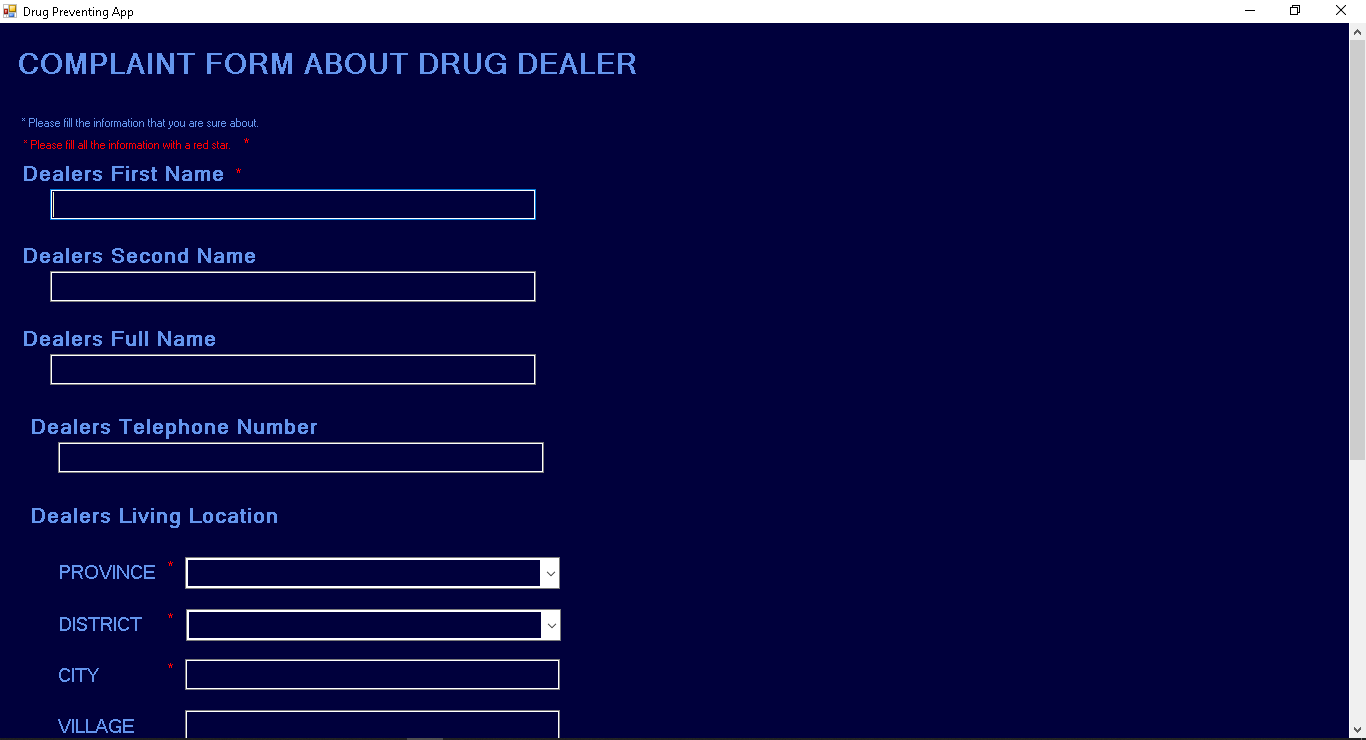 Drug Preventing App
COMPLAINT FORM ABOUT DRUG DEALER
* Please fill the information that you are sure about.
* Please fill all the information with a red star. *
Dealers First Name *
Dealers Second Name
Dealers Full Name
Dealers Telephone Number
Dealers Living Location
PROVINCE *
DISTRICT *
CITY *
VILLAGE